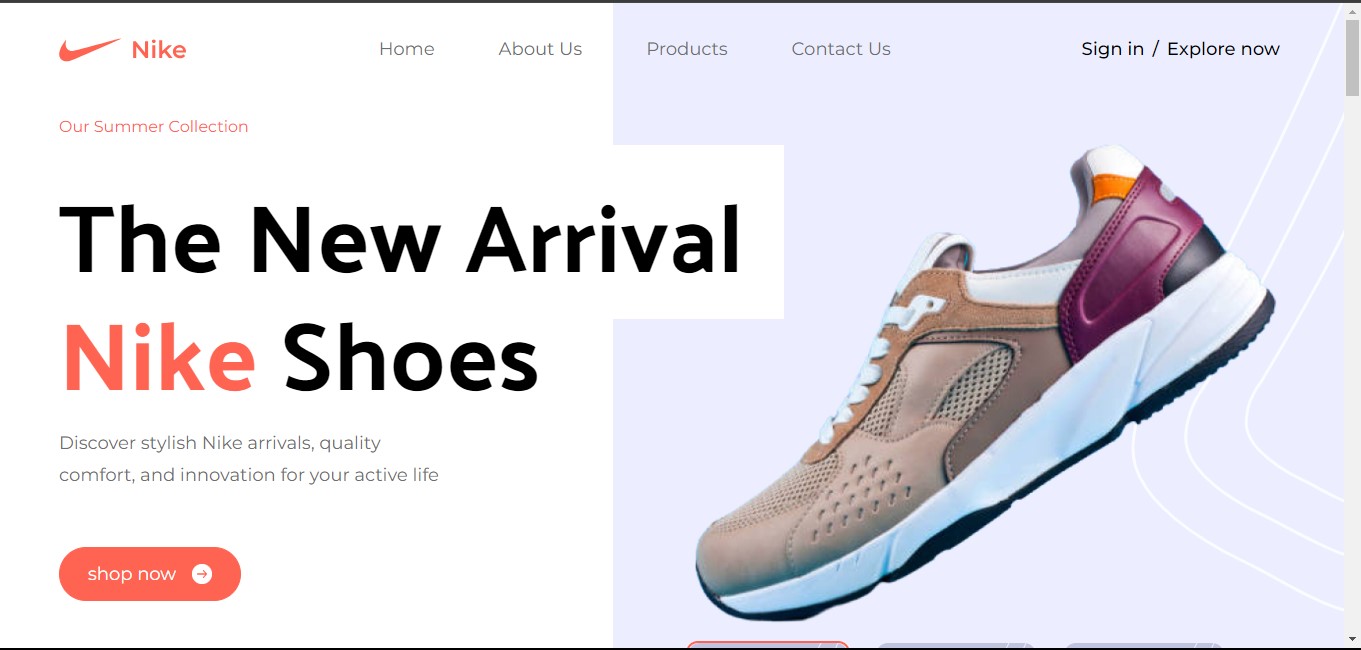 Nike
Home
About Us
Products
Contact Us
Sign in / Explore now
Our Summer Collection
The New Arrival
Nike Shoes
Discover stylish Nike arrivals, quality
comfort, and innovation for your active life
shop now